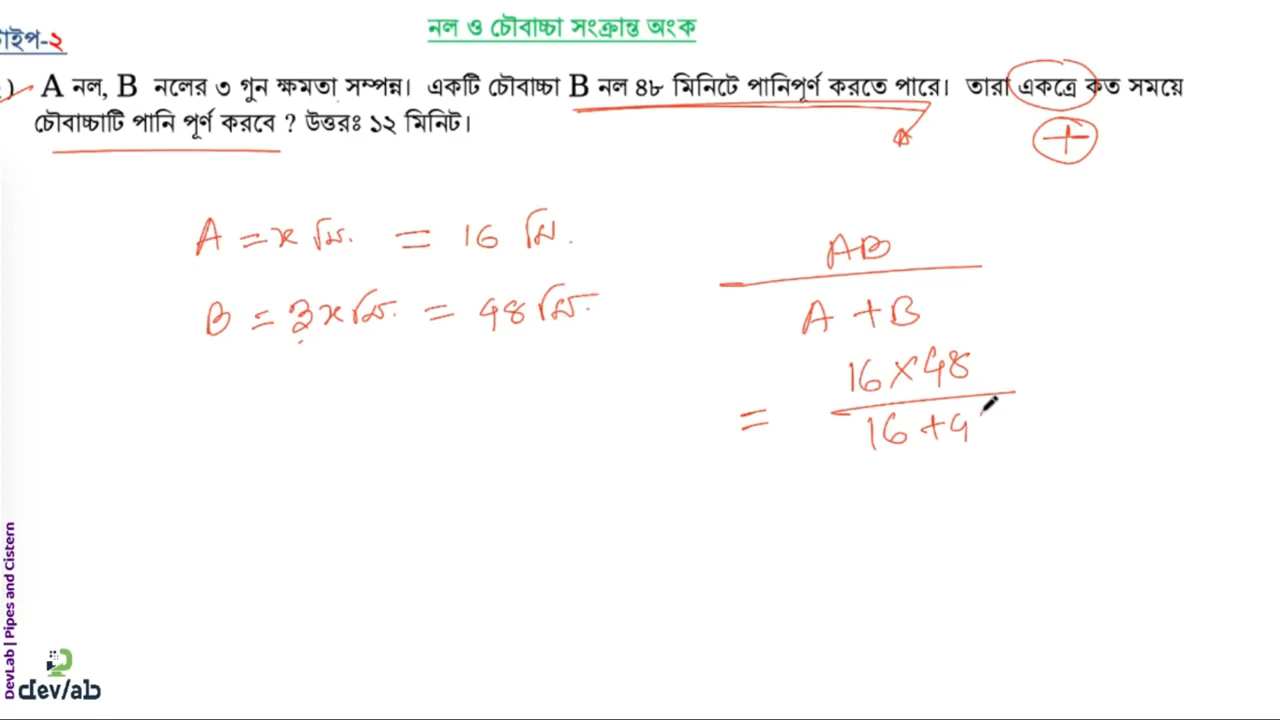 নল ও চৌবাচ্চা সংক্রান্ত অংক
টাইপ-২
A নল, B নলের ৩ গুন ক্ষমতা সম্পন্ন। একটি চৌবাচ্চা B নল ৪৮ মিনিটে পানিপূর্ণ করতে পারে। তারা একত্রে কত সময়ে
চৌবাচ্চাটি পানি পূর্ণ করবে ? উত্তরঃ ১২ মিনিট।
+
A = x মি. = 16 মি.
B = 3x মি. = 48 মি.
AB
A + B
= 16 × 48
16 + 4
DevLab | Pipes and Cistern
dev/ab